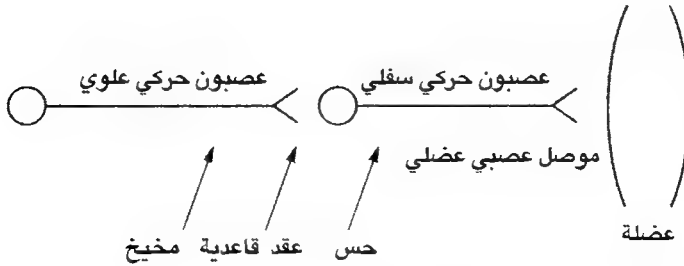 عصبون حركي سفلي
عصبون حركي علوي
موصل عصبي عضلي
عضلة
حس
عقد قاعدية
مخيخ